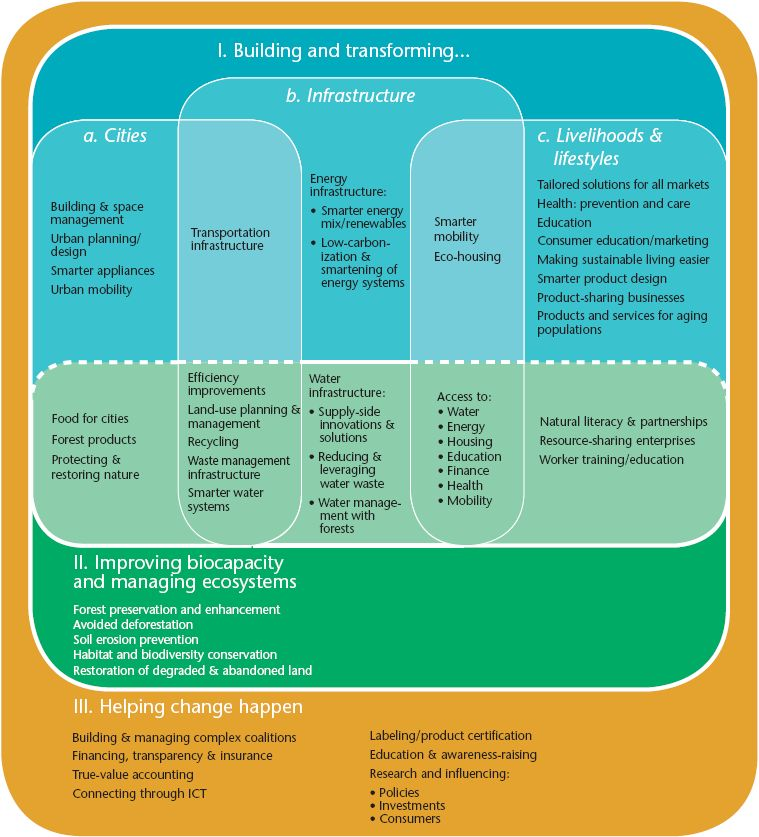 I. Building and transforming...
b. Infrastructure
a. Cities
c. Livelihoods &
lifestyles
Building & space
management
Urban planning/
design
Smarter appliances
Urban mobility
Transportation
infrastructure
Energy
infrastructure:
• Smarter energy
mix/renewables
• Low-carbon-
ization &
smartening of
energy systems
Smarter
mobility
Eco-housing
Tailored solutions for all markets
Health: prevention and care
Education
Consumer education/marketing
Making sustainable living easier
Smarter product design
Product-sharing businesses
Products and services for aging
populations
Food for cities
Forest products
Protecting &
restoring nature
Efficiency
improvements
Land-use planning &
management
Recycling
Waste management
infrastructure
Smarter water
systems
Water
infrastructure:
• Supply-side
innovations &
solutions
• Reducing &
leveraging
water waste
• Water manage-
ment with
forests
Access to:
• Water
• Energy
• Housing
• Education
• Finance
• Health
• Mobility
Natural literacy & partnerships
Resource-sharing enterprises
Worker training/education
II. Improving biocapacity
and managing ecosystems
Forest preservation and enhancement
Avoided deforestation
Soil erosion prevention
Habitat and biodiversity conservation
Restoration of degraded & abandoned land
III. Helping change happen
Building & managing complex coalitions
Financing, transparency & insurance
True-value accounting
Connecting through ICT
Labeling/product certification
Education & awareness-raising
Research and influencing:
• Policies
• Investments
• Consumers